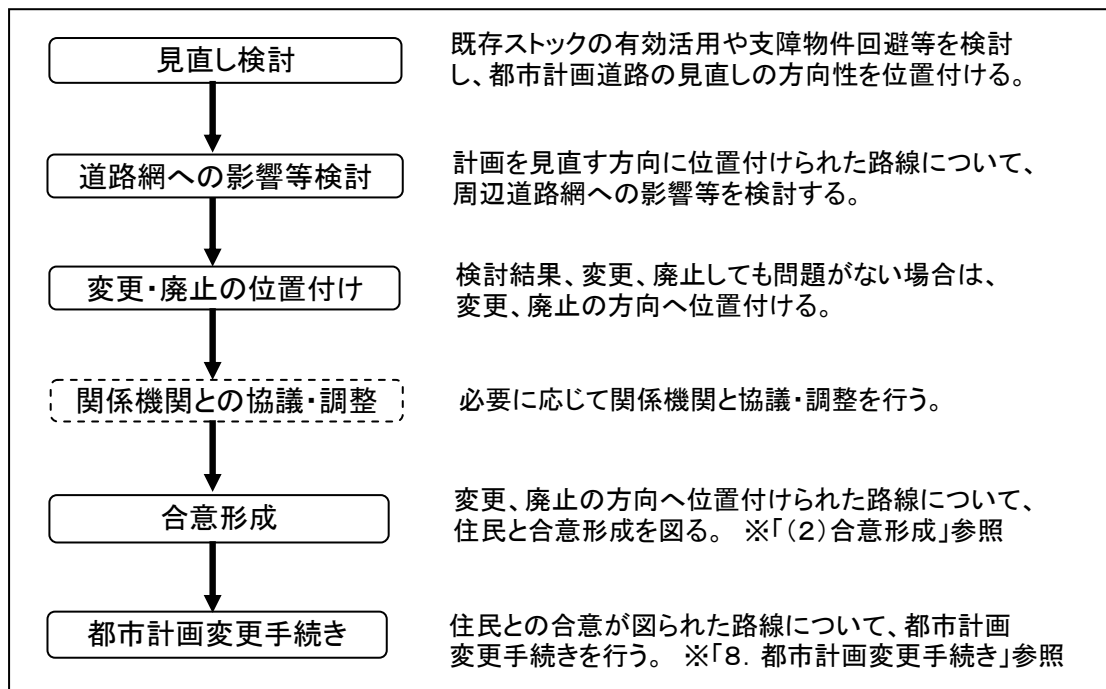 見直し検討
既存ストックの有効活用や支障物件回避等を検討
し、都市計画道路の見直しの方向性を位置付ける。
道路網への影響等検討
計画を見直す方向に位置付けられた路線について、
周辺道路網への影響等を検討する。
変更・廃止の位置付け
検討結果、変更、廃止しても問題がない場合は、
変更、廃止の方向へ位置付ける。
関係機関との協議・調整
必要に応じて関係機関と協議・調整を行う。
合意形成
変更、廃止の方向へ位置付けられた路線について、
住民と合意形成を図る。 ※「(2)合意形成」参照
都市計画変更手続き
住民との合意が図られた路線について、都市計画
変更手続きを行う。 ※「8．都市計画変更手続き」参照